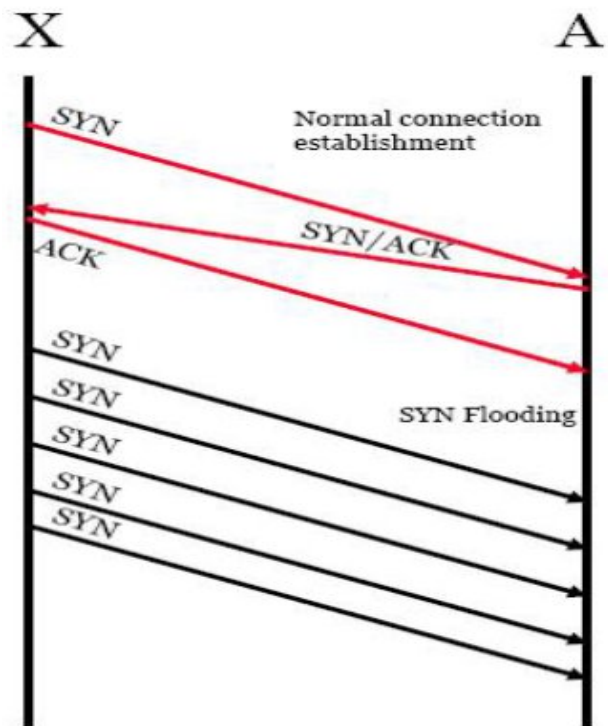 X
A
SYN
Normal connection
establishment
SYN/ACK
ACK
SYN
SYN
SYN Flooding
SYN
SYN
SYN